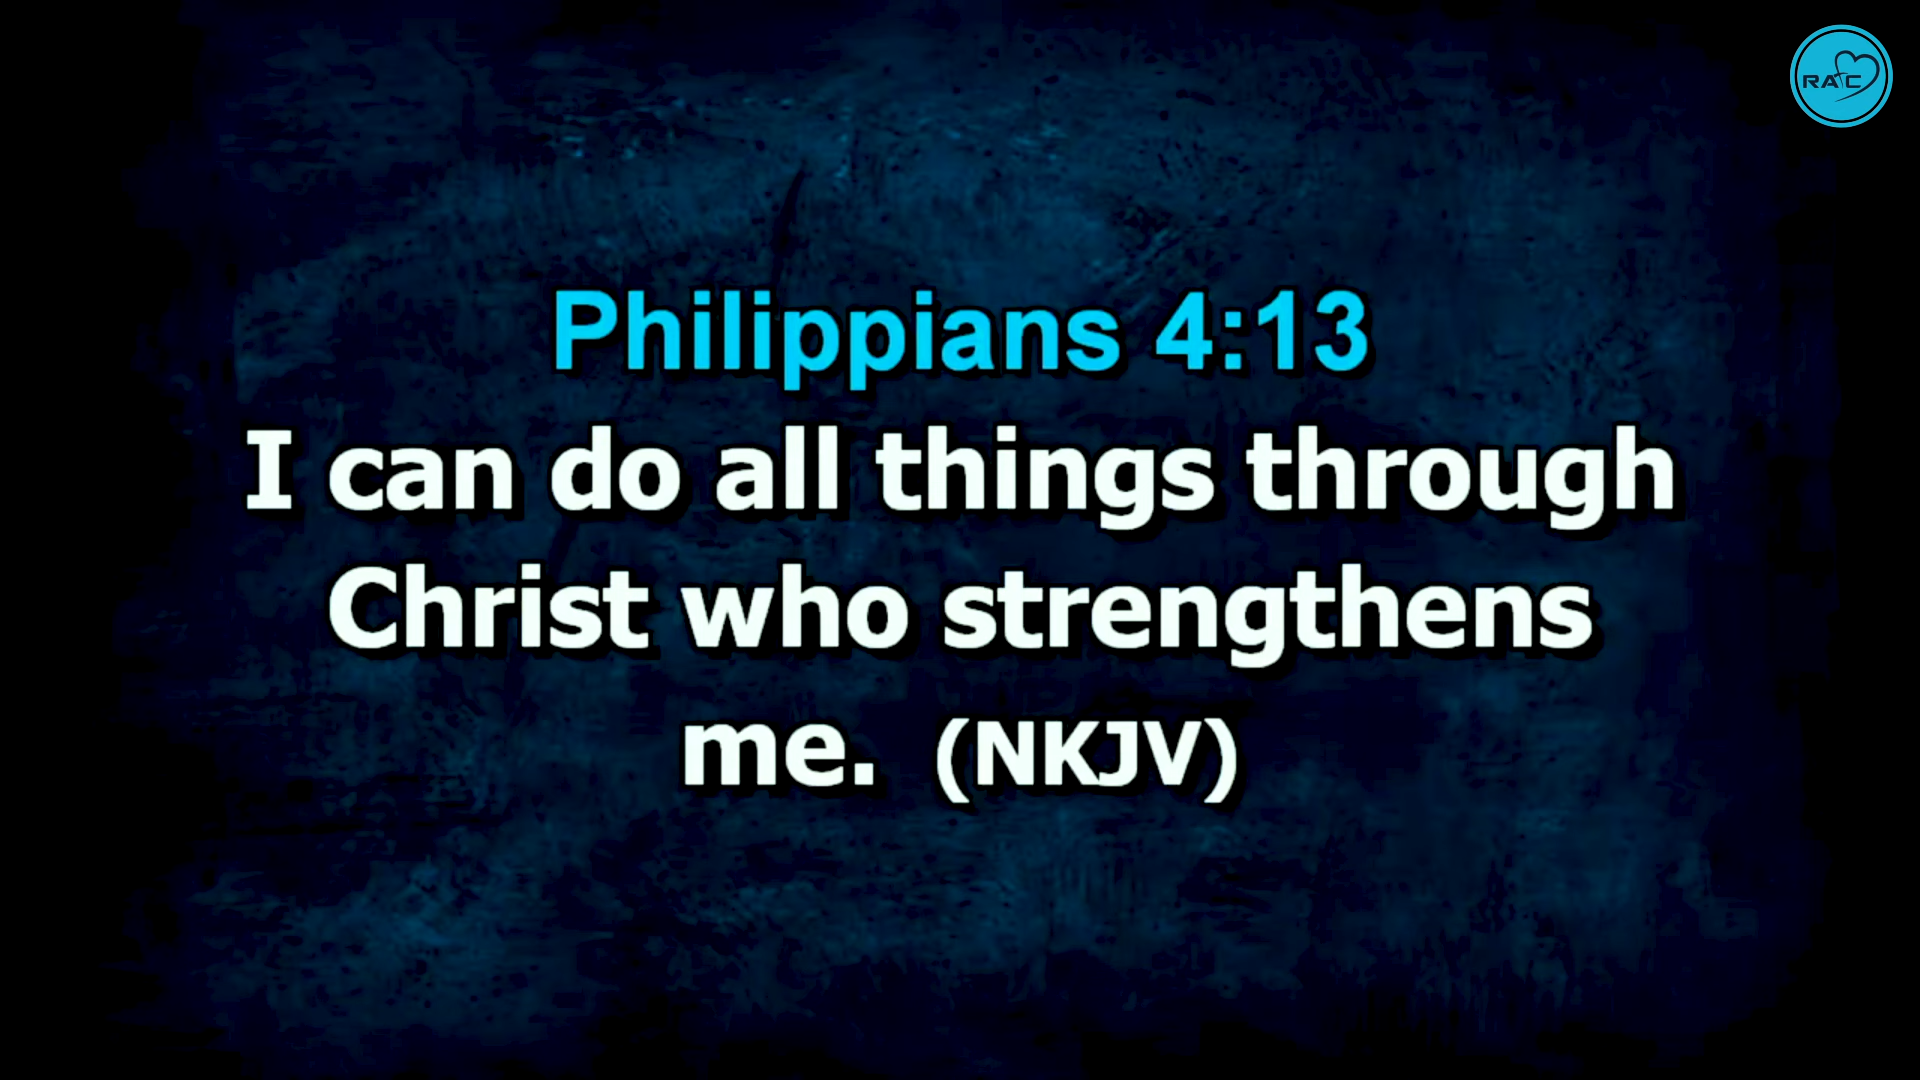 RAC
Philippians 4:13
I can do all things through
Christ who strengthens
me. (NKJV)